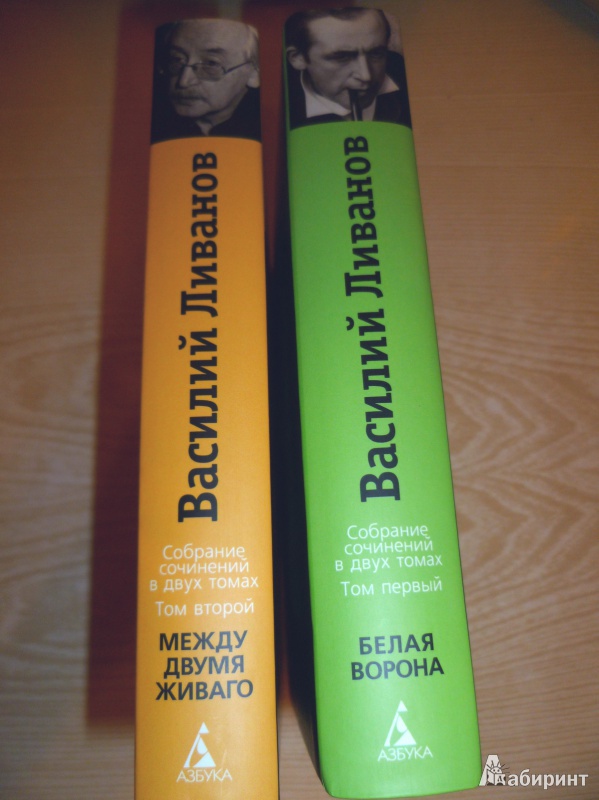 Василий Ливанов
Собрание
сочинений
в двух томах
Том второй
МЕЖДУ
ДВУМЯ
ЖИВАГО
АЗБУКА
Василий Ливанов
Собрание
сочинений
в двух томах
Том первый
БЕЛАЯ
ВОРОНА
АЗБУКА
Лабиринт